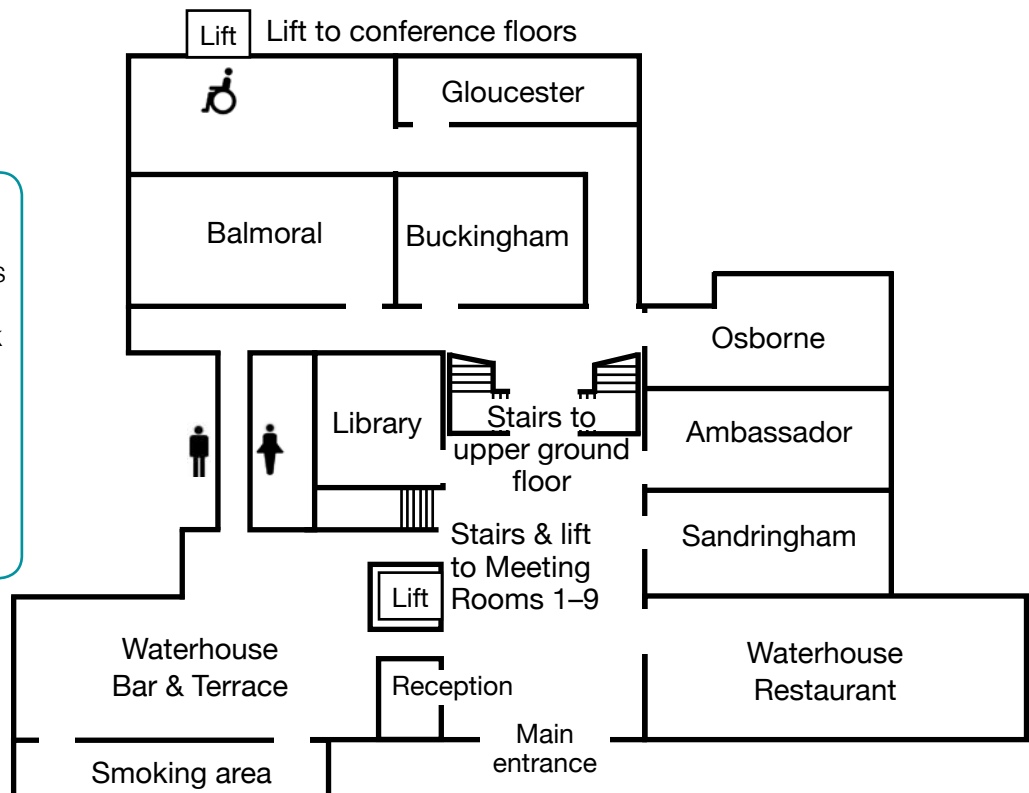 Lift
Lift to conference floors
Gloucester
s
k
Balmoral
Buckingham
Osborne
Library
Stairs to
upper ground
floor
Ambassador
Stairs & lift
to Meeting
Rooms 1–9
Sandringham
Lift
Waterhouse
Bar & Terrace
Reception
Waterhouse
Restaurant
Main
entrance
Smoking area